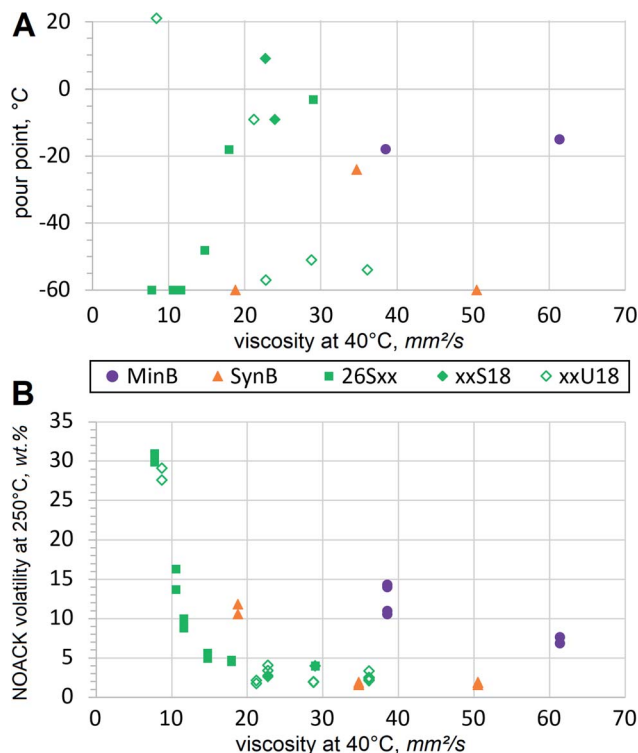 A
20
0
-20
-40
-60
pour point, °C
0 10 20 30 40 50 60 70
viscosity at 40°C, mm²/s
MinB SynB 26Sxx xxS18 xxU18
B
35
30
25
20
15
10
5
0
NOACK volatility at 250°C, wt.%
0 10 20 30 40 50 60 70
viscosity at 40°C, mm²/s